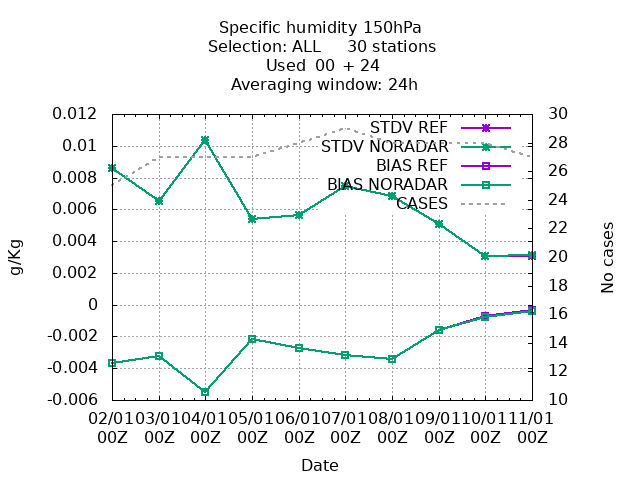 Specific humidity 150hPa
Selection: ALL 30 stations
Used 00 + 24
Averaging window: 24h
0.012
0.01
0.008
0.006
0.004
0.002
0
-0.002
-0.004
-0.006
g/Kg
STDV REF
STDV NORADAR
BIAS REF
BIAS NORADAR
CASES
30
28
26
24
22
20
18
16
14
12
10
No cases
02/01 03/01 04/01 05/01 06/01 07/01 08/01 09/01 10/01 11/01
00Z 00Z 00Z 00Z 00Z 00Z 00Z 00Z 00Z 00Z
Date